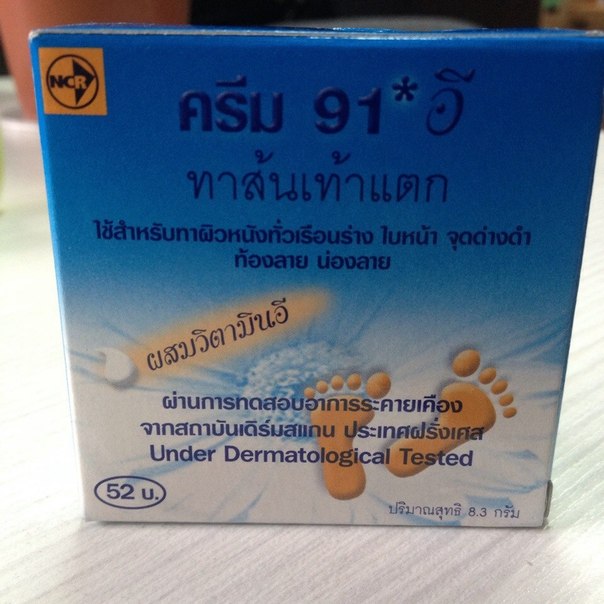 NCR
ครีม 91* อี
ทาส้นเท้าแตก
ใช้สำหรับทาผิวหนังทั่วเรือนร่าง ใบหน้า จุดด่างดำ
ท้องลาย น่องลาย
ผสมวิตามินอี
ผ่านการทดสอบอาการระคายเคือง
จากสถาบันเดิร์มสแกน ประเทศฝรั่งเศส
Under Dermatological Tested
52 บ.
ปริมาณสุทธิ 8.3 กรัม